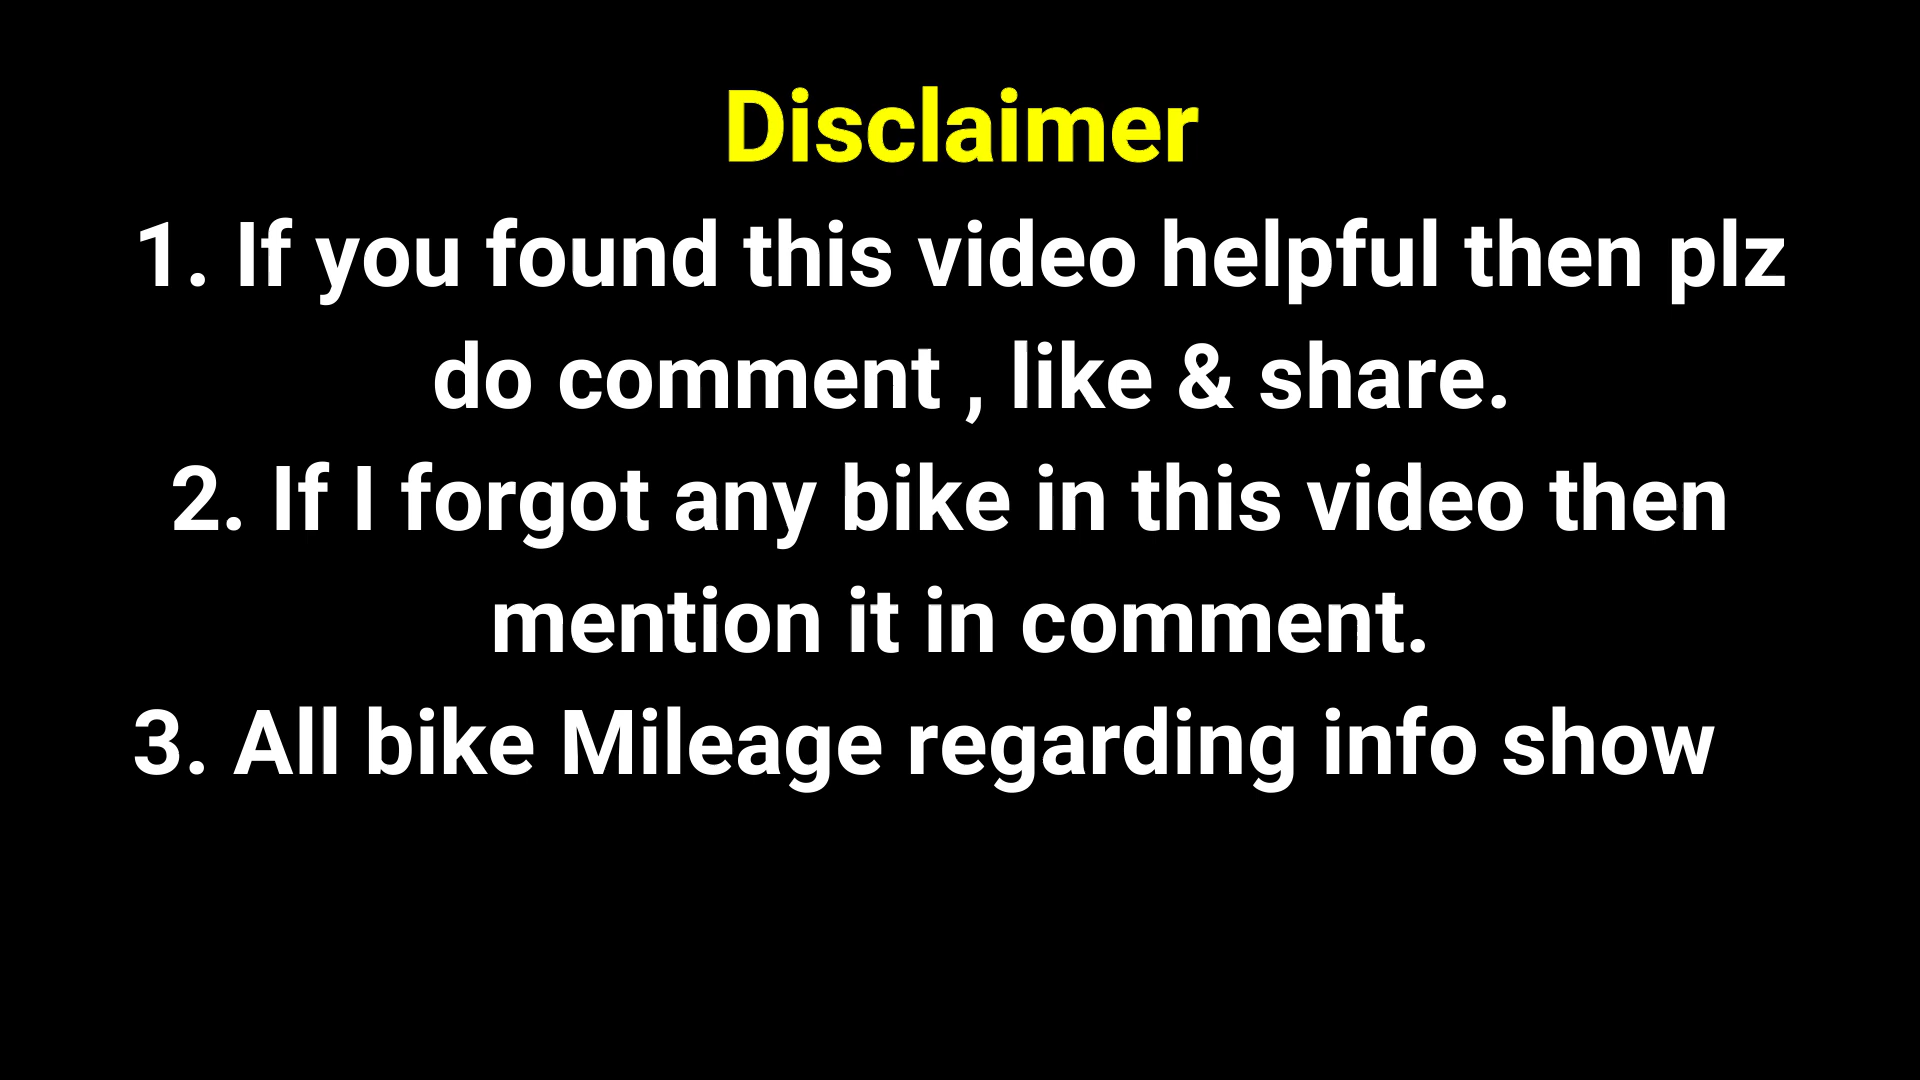 Disclaimer
1. If you found this video helpful then plz
do comment , like & share.
2. If I forgot any bike in this video then
mention it in comment.
3. All bike Mileage regarding info show